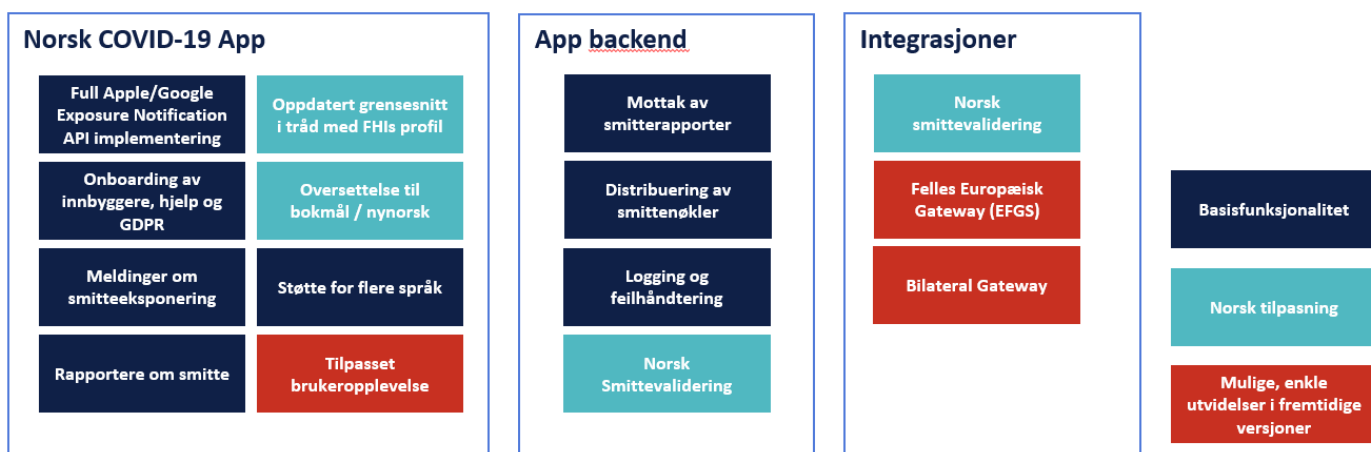 Norsk COVID-19 App
Full Apple/Google
Exposure Notification
API implementering
Oppdatert grensesnitt
i tråd med FHIs profil
Onboarding av
innbyggere, hjelp og
GDPR
Oversettelse til
bokmål / nynorsk
Meldinger om
smitteeksponering
Støtte for flere språk
Rapportere om smitte
Tilpasset
brukeropplevelse
App backend
Mottak av
smitterapporter
Distribuering av
smittenøkler
Logging og
feilhåndtering
Norsk
Smittevalidering
Integrasjoner
Norsk
smittevalidering
Felles Europæisk
Gateway (EFGS)
Bilateral Gateway
Basisfunksjonalitet
Norsk tilpasning
Mulige, enkle
utvidelser i fremtidige
versjoner